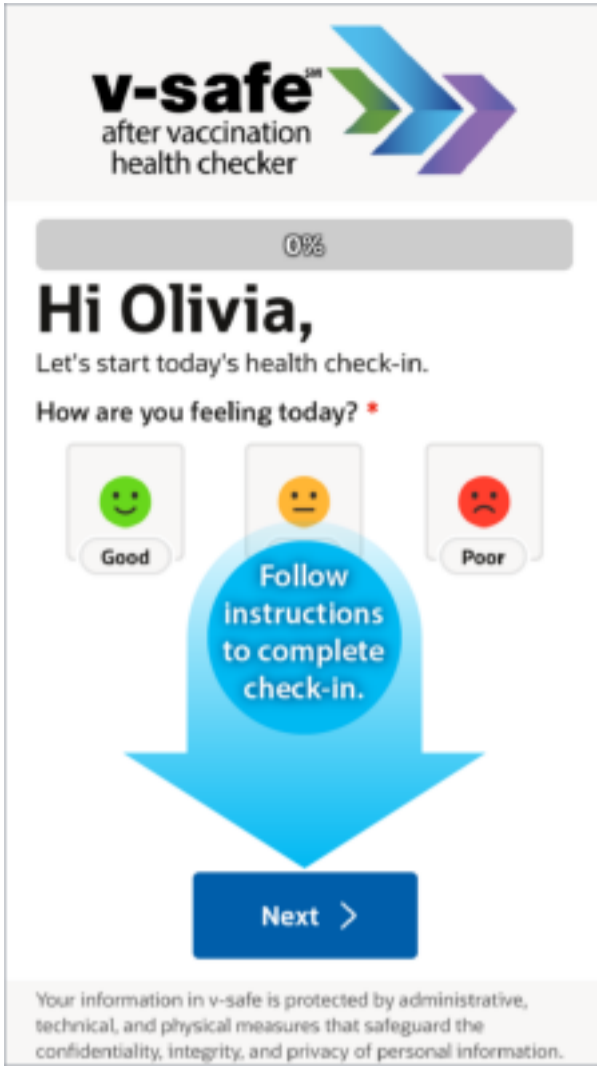 v-safe℠
after vaccination
health checker
0%
Hi Olivia,
Let's start today's health check-in.
How are you feeling today? *
Good
Poor
Follow
instructions
to complete
check-in.
Next
Your information in v-safe is protected by administrative,
technical, and physical measures that safeguard the
confidentiality, integrity, and privacy of personal information.